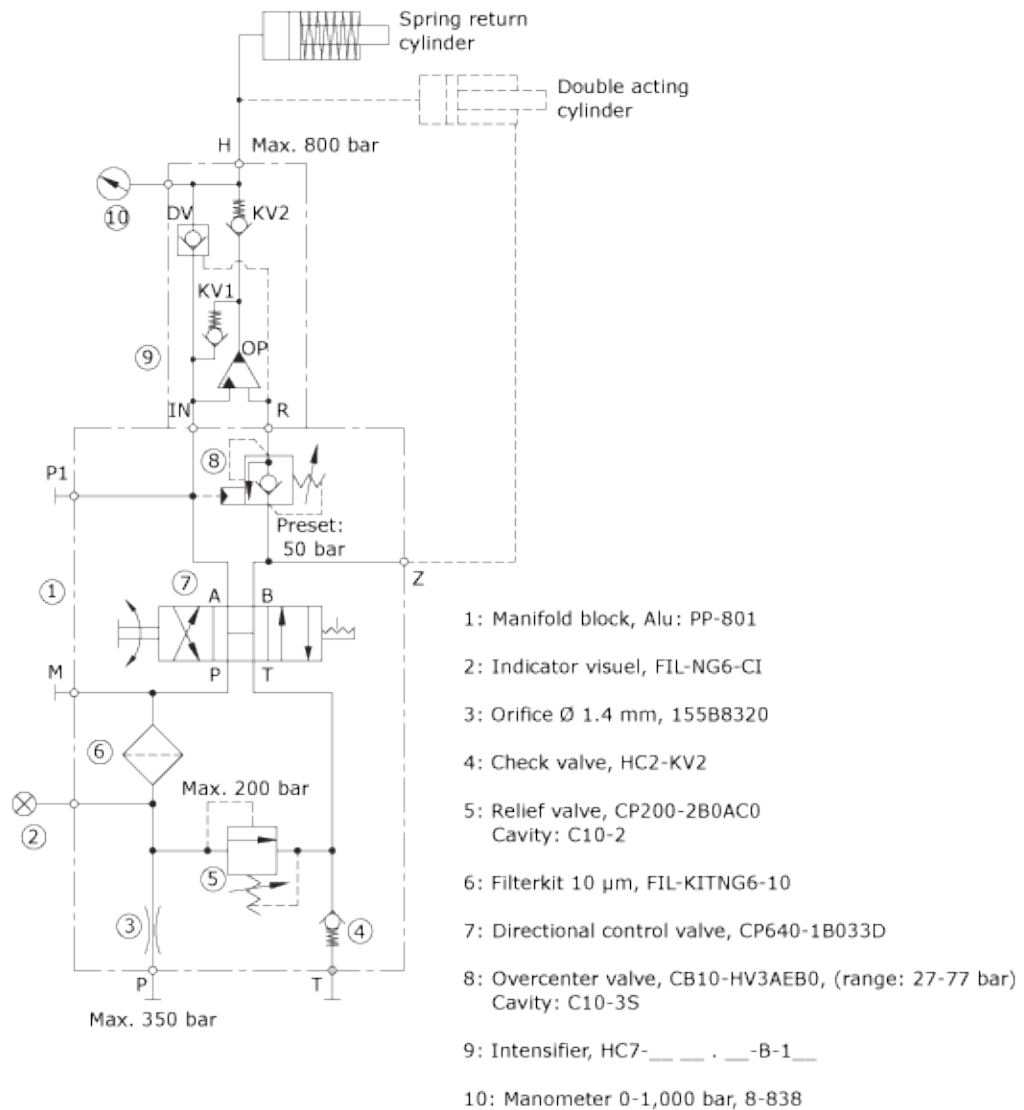 Spring return
cylinder
Double acting
cylinder
H
Max. 800 bar
10
DV
KV2
KV1
9
OP
IN
R
8
P1
Preset:
50 bar
Z
7
A
B
1
P
T
M
6
Max. 200 bar
2
5
3
4
P
T
Max. 350 bar
1: Manifold block, Alu: PP-801
2: Indicator visuel, FIL-NG6-CI
3: Orifice Ø 1.4 mm, 155B8320
4: Check valve, HC2-KV2
5: Relief valve, CP200-2B0AC0
Cavity: C10-2
6: Filterkit 10 µm, FIL-KITNG6-10
7: Directional control valve, CP640-1B033D
8: Overcenter valve, CB10-HV3AEB0, (range: 27-77 bar)
Cavity: C10-3S
9: Intensifier, HC7-__ __ . __-B-1__
10: Manometer 0-1,000 bar, 8-838